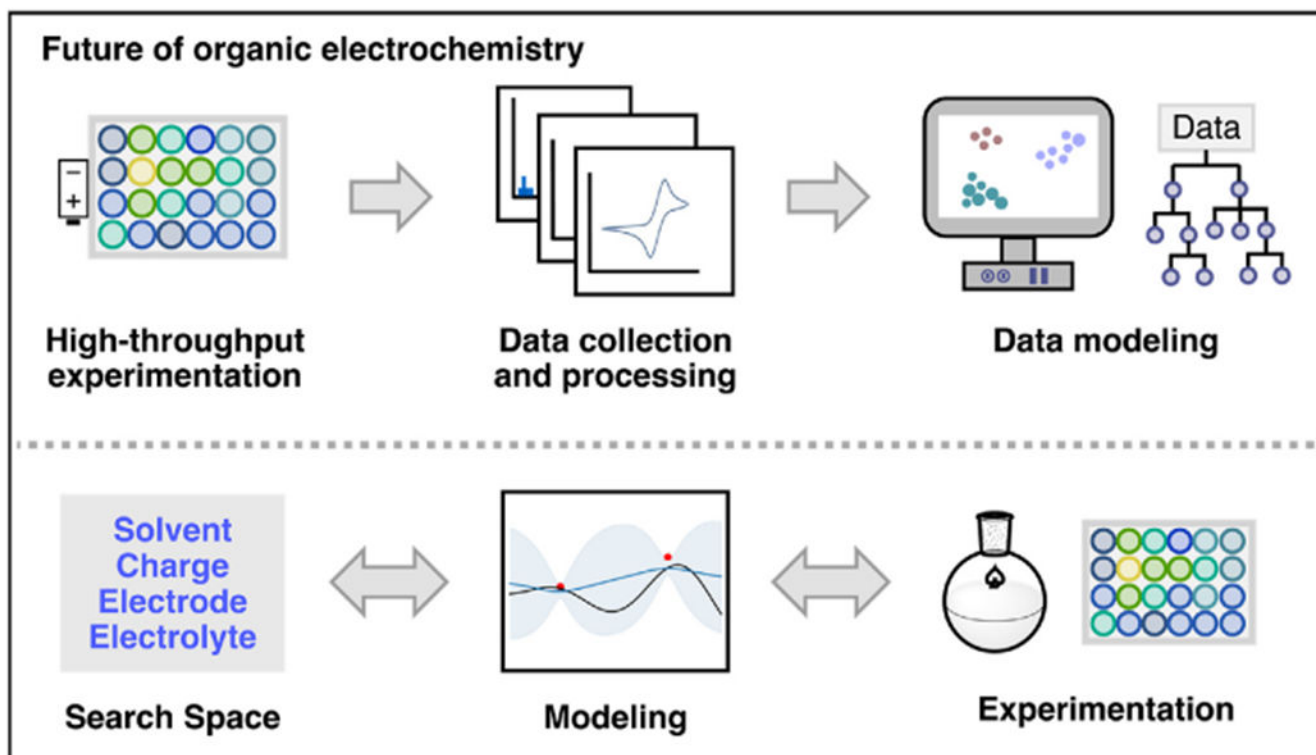 Future of organic electrochemistry
−
+
Data
High-throughput
experimentation
Data collection
and processing
Data modeling
Solvent
Charge
Electrode
Electrolyte
Search Space
Modeling
Experimentation